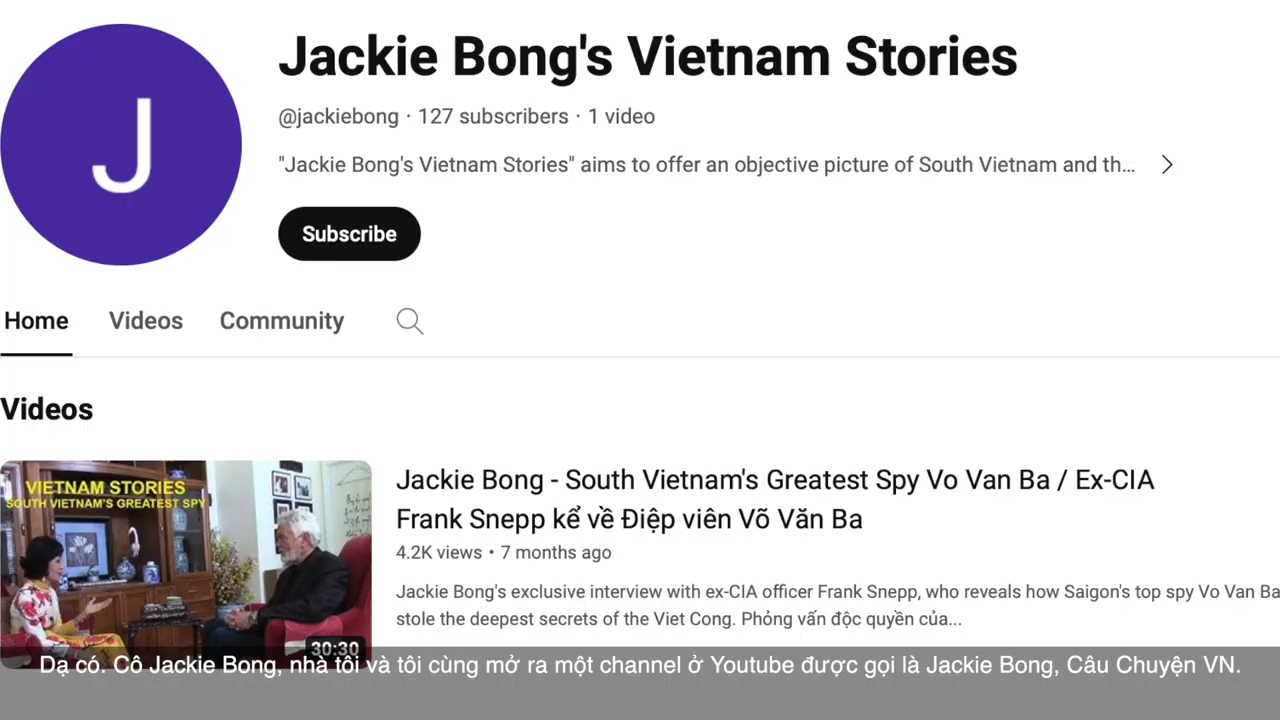 J
Jackie Bong's Vietnam Stories
@jackiebong · 127 subscribers · 1 video
"Jackie Bong's Vietnam Stories" aims to offer an objective picture of South Vietnam and th...
Subscribe
Home Videos Community
Videos
VIETNAM STORIES
SOUTH VIETNAM'S GREATEST SPY
30:30
Jackie Bong - South Vietnam's Greatest Spy Vo Van Ba / Ex-CIA
Frank Snepp kể về Điệp viên Võ Văn Ba
4.2K views • 7 months ago
Jackie Bong's exclusive interview with ex-CIA officer Frank Snepp, who reveals how Saigon's top spy Vo Van Ba
stole the deepest secrets of the Viet Cong. Phỏng vấn độc quyền của...
Dạ có. Cô Jackie Bong, nhà tôi và tôi cùng mở ra một channel ở Youtube được gọi là Jackie Bong, Câu Chuyện VN.